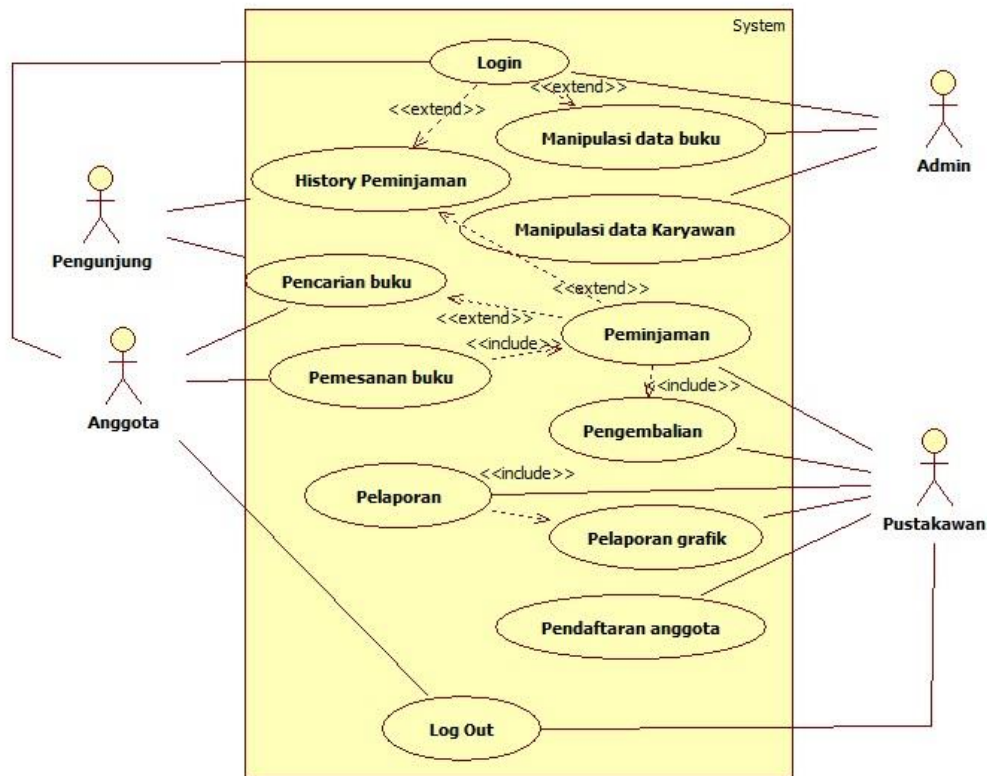 System
Login
<<extend>>
<<extend>>
Manipulasi data buku
Admin
History Peminjaman
Manipulasi data Karyawan
Pengunjung
Pencarian buku
<<extend>>
<<extend>>
Peminjaman
<<include>>
Pemesanan buku
<<include>>
Anggota
Pengembalian
<<include>>
Pelaporan
Pustakawan
Pelaporan grafik
Pendaftaran anggota
Log Out